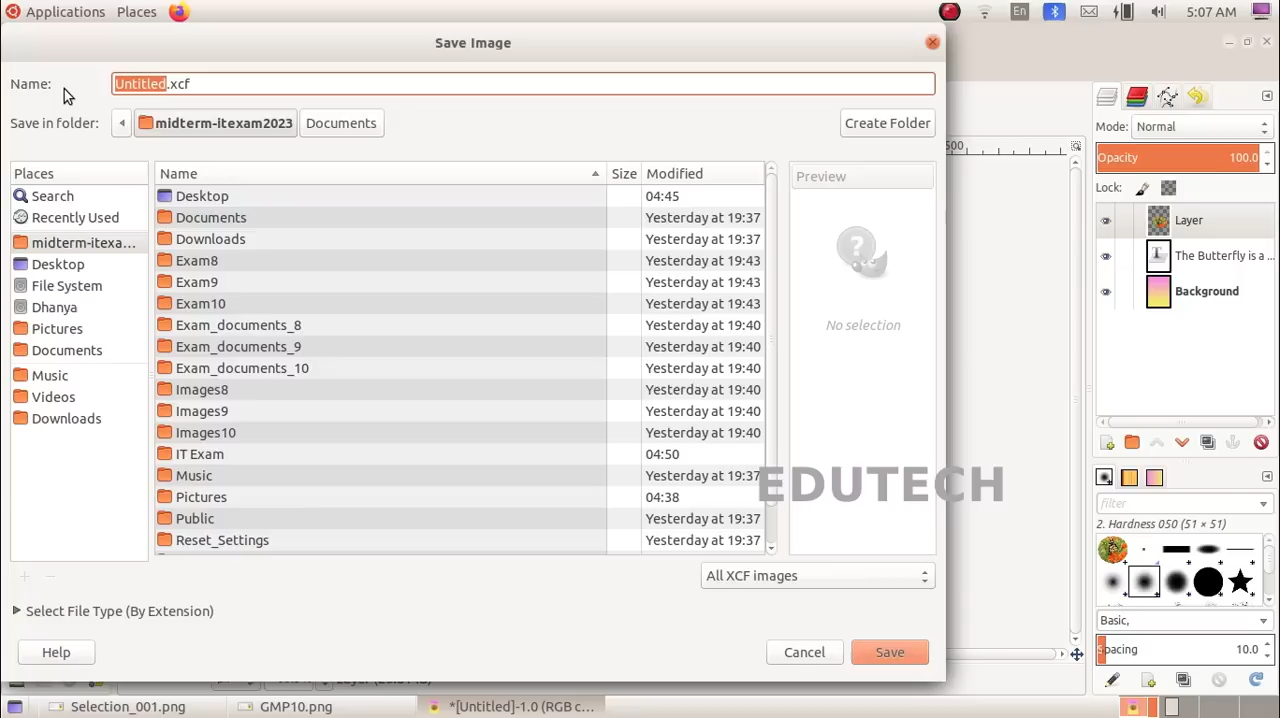 Applications Places En 5:07 AM
Save Image
Name: Untitled.xcf
Save in folder: midterm-itexam2023 Documents Create Folder
Places Name Size Modified Preview
Search Desktop 04:45
Recently Used Documents Yesterday at 19:37
Downloads Yesterday at 19:37
midterm-itexa... Exam8 Yesterday at 19:43
Desktop Exam9 Yesterday at 19:43
File System Exam10 Yesterday at 19:43
Dhanya Exam_documents_8 Yesterday at 19:40
Pictures Exam_documents_9 Yesterday at 19:40
Documents Exam_documents_10 Yesterday at 19:40
Music Images8 Yesterday at 19:40
Videos Images9 Yesterday at 19:40
Downloads Images10 Yesterday at 19:40
IT Exam 04:50
Music Yesterday at 19:37
Pictures 04:38
Public Yesterday at 19:37
Reset_Settings Yesterday at 19:37
No selection
EDUTECH
All XCF images
Select File Type (By Extension)
Help Cancel Save
500
Mode: Normal
Opacity 100.0
Lock:
Layer
The Butterfly is a ...
Background
filter
2. Hardness 050 (51 × 51)
Basic,
Spacing 10.0
Selection_001.png GMP10.png *[Untitled]-1.0 (RGB c...